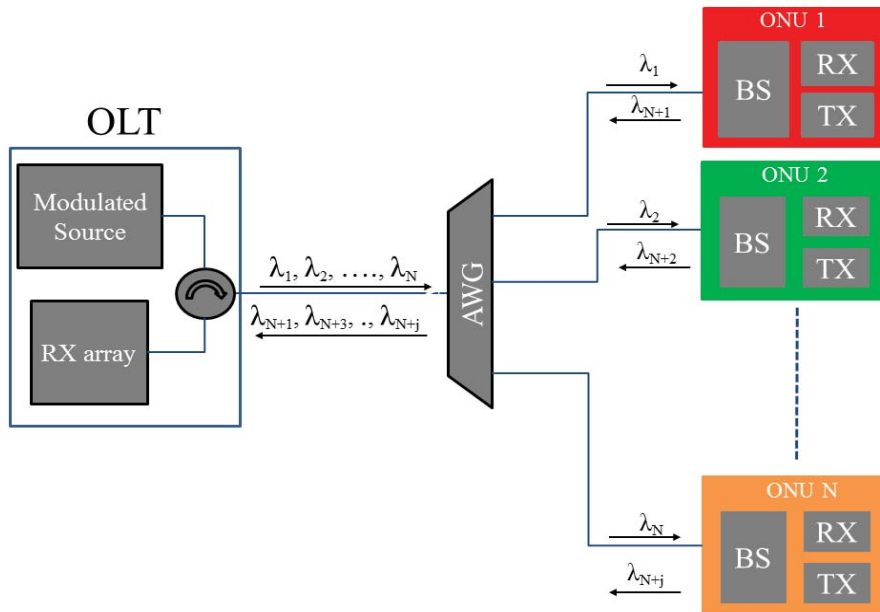 OLT
Modulated
Source
RX array
λ1, λ2, ...., λN
λN+1, λN+3, ., λN+j
AWG
λ1
λN+1
ONU 1
BS
RX
TX
λ2
λN+2
ONU 2
BS
RX
TX
λN
λN+j
ONU N
BS
RX
TX